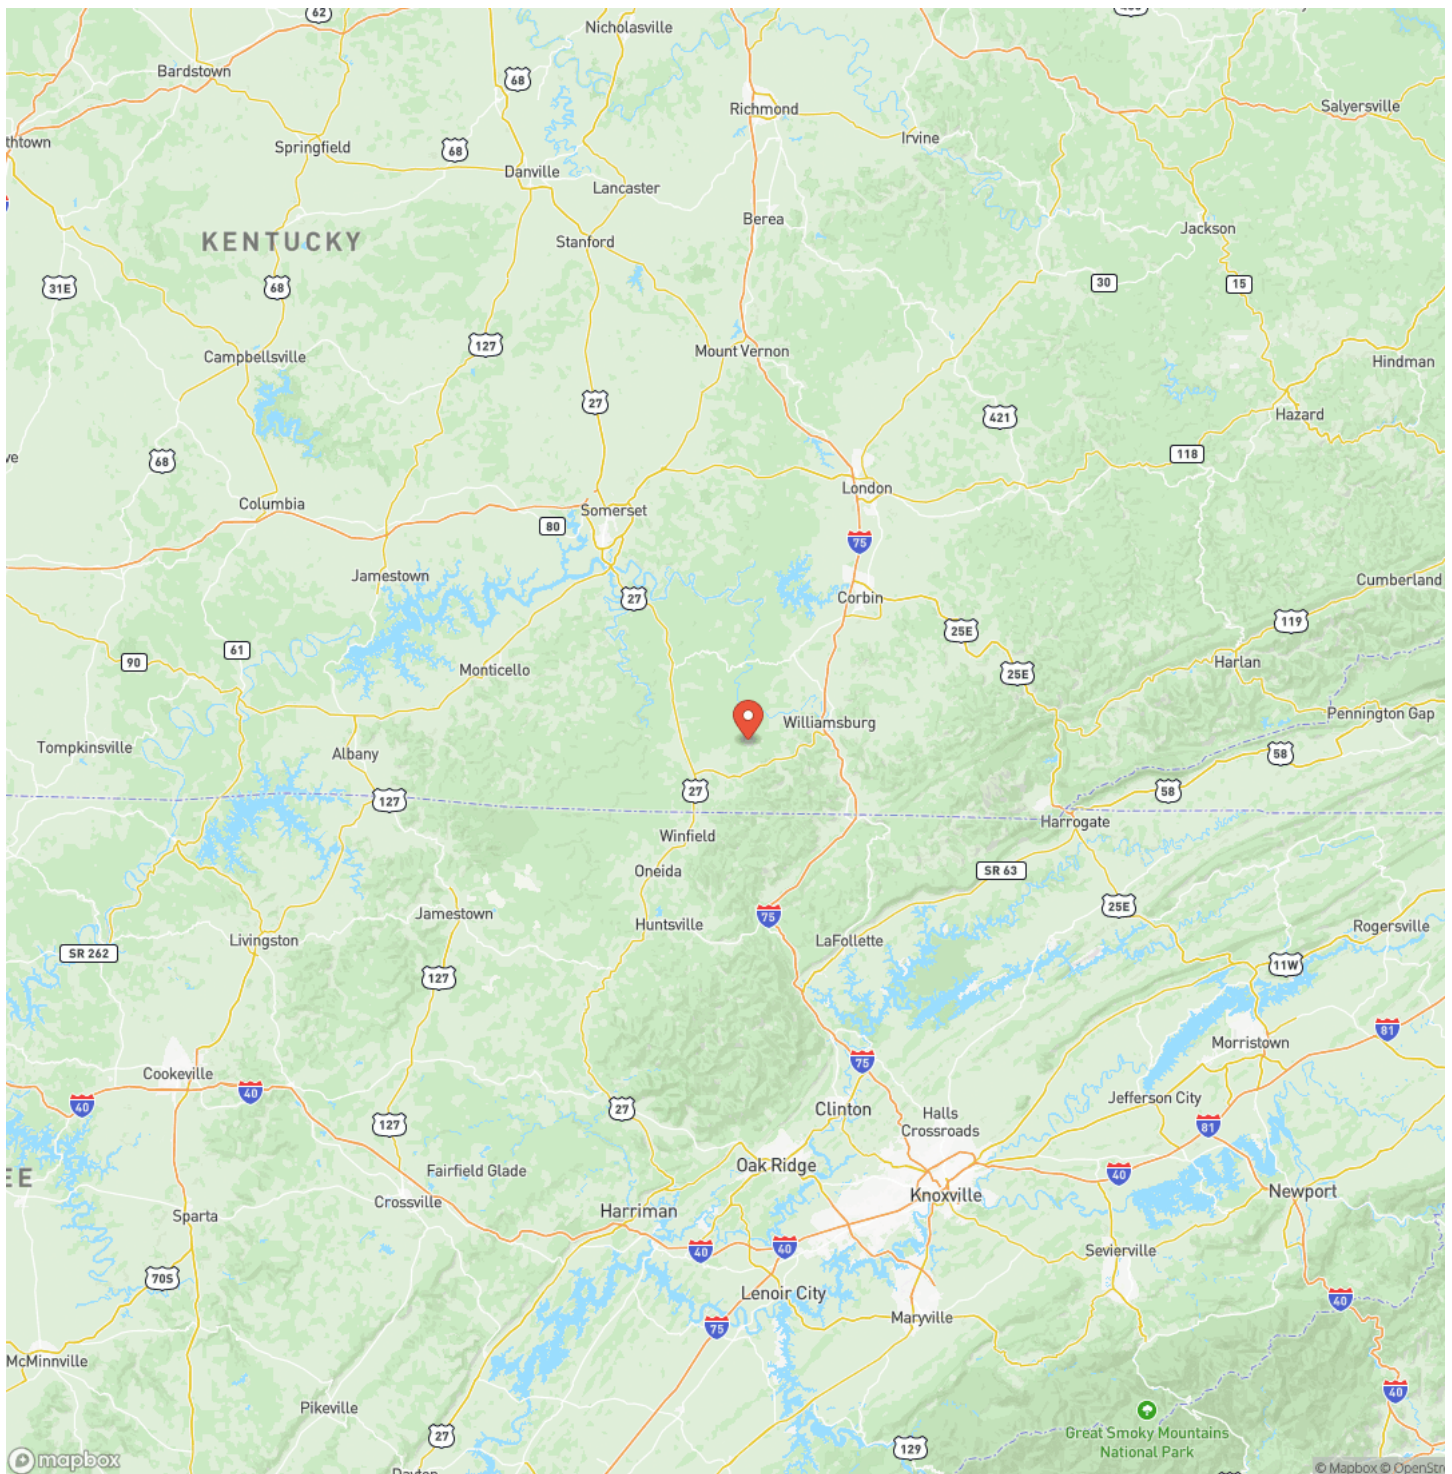 62
Nicholasville
Bardstown
68
Richmond
Salyersville
Irvine
thtown
Springfield
68
Danville
Lancaster
Berea
Jackson
KENTUCKY
Stanford
31E
68
30
15
127
Mount Vernon
Campbellsville
Hindman
27
421
Hazard
68
118
London
Columbia
Somerset
80
75
Jamestown
Cumberland
27
Corbin
119
25E
61
90
Monticello
Harlan
25E
Williamsburg
Pennington Gap
Tompkinsville
Albany
58
127
27
58
Winfield
Harrogate
Oneida
SR 63
Jamestown
75
25E
Huntsville
Rogersville
Livingston
LaFollette
SR 262
11W
127
81
Morristown
75
Cookeville
40
40
Jefferson City
27
Clinton
Halls
Crossroads
127
81
Oak Ridge
Fairfield Glade
40
EE
Knoxville
Newport
Crossville
Harriman
Sparta
40
40
Sevierville
70S
Lenoir City
40
Maryville
75
McMinnville
40
Pikeville
Great Smoky Mountains
National Park
27
129
mapbox
Dayton
© Mapbox © OpenStre